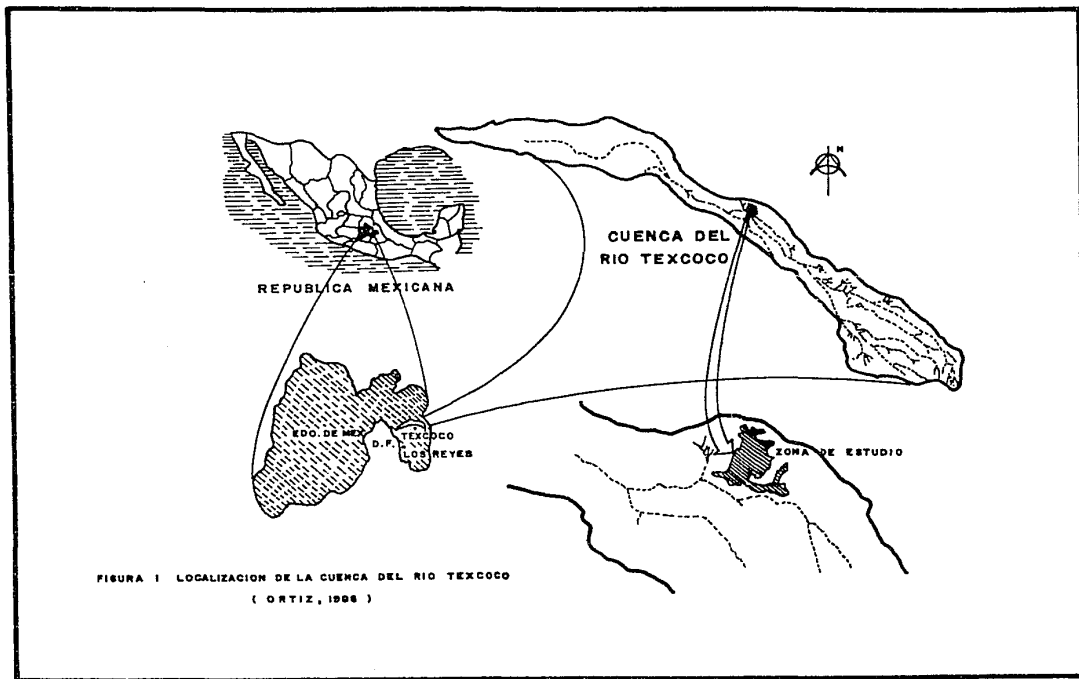 N
CUENCA DEL
RIO TEXCOCO
REPUBLICA MEXICANA
EDO. DE MEX
D.F.
TEXCOCO
LOS REYES
ZONA DE ESTUDIO
FIGURA 1 LOCALIZACION DE LA CUENCA DEL RIO TEXCOCO
( ORTIZ, 1986 )